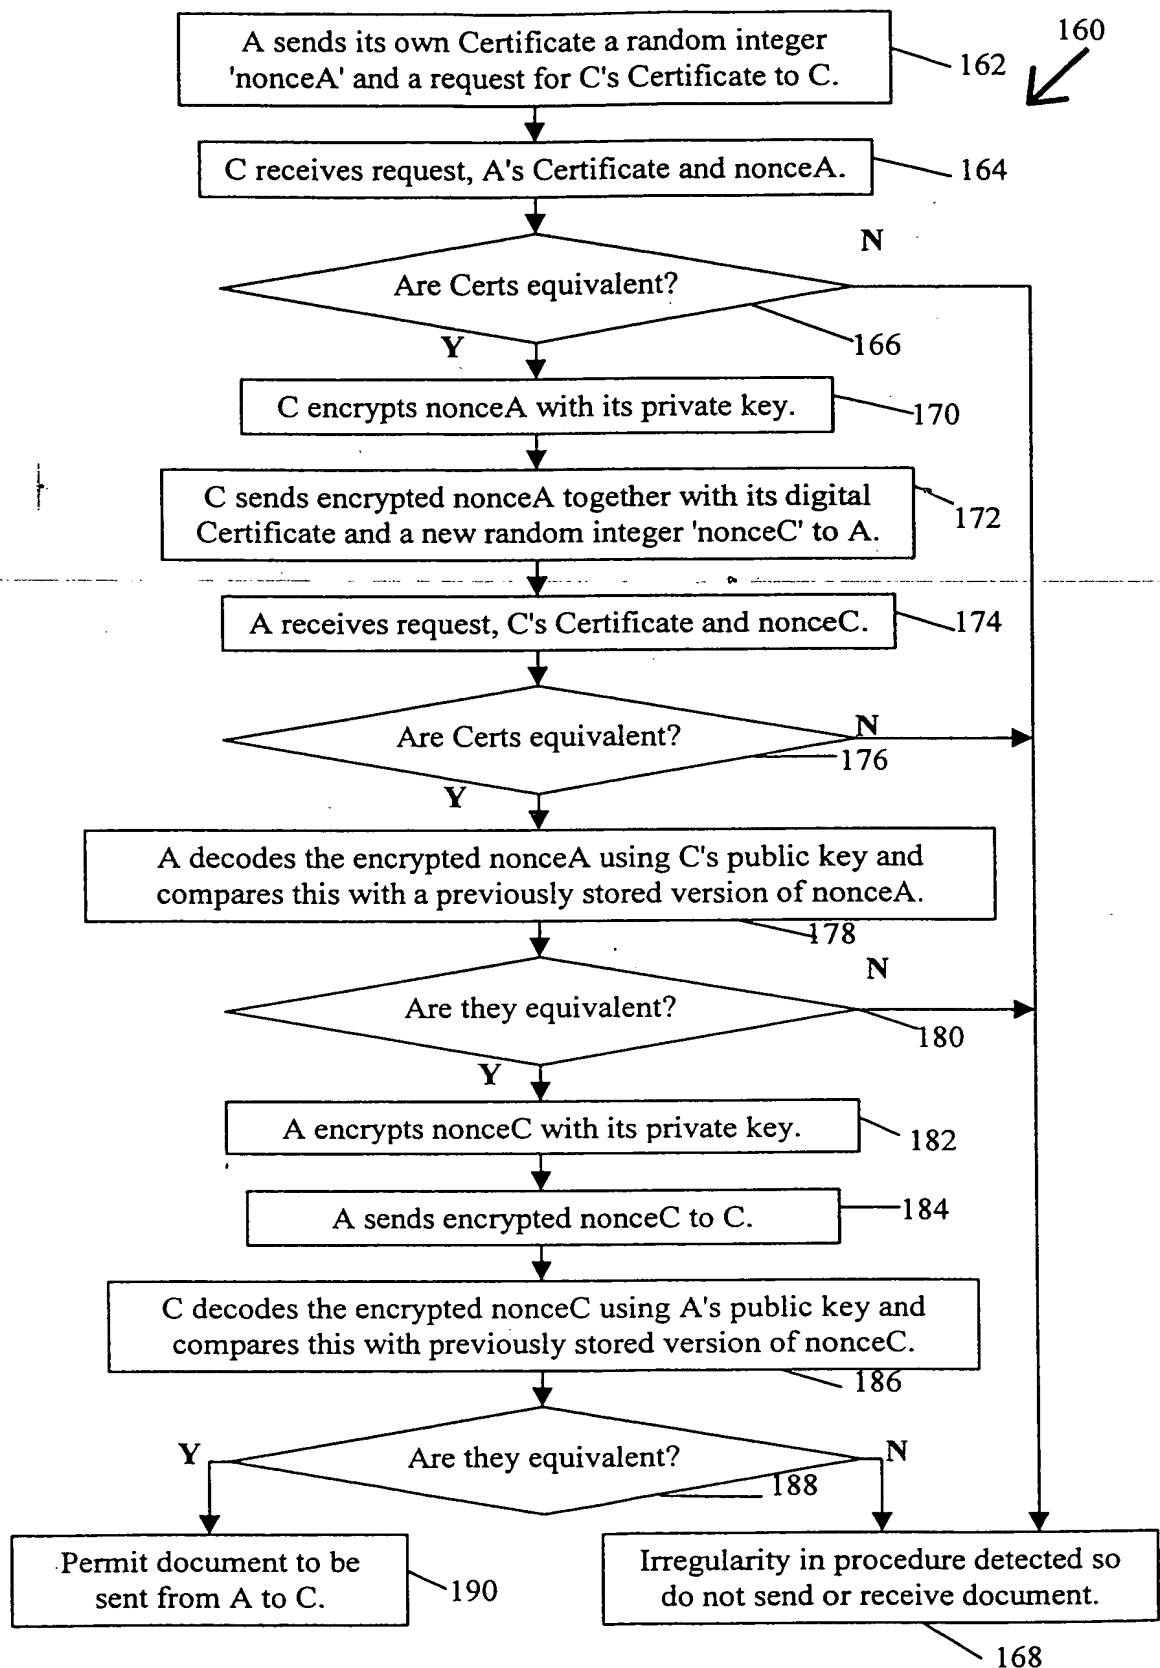 160
A sends its own Certificate a random integer
'nonceA' and a request for C's Certificate to C.
162
C receives request, A's Certificate and nonceA.
164
N
Are Certs equivalent?
166
Y
C encrypts nonceA with its private key.
170
C sends encrypted nonceA together with its digital
Certificate and a new random integer 'nonceC' to A.
172
A receives request, C's Certificate and nonceC.
174
Are Certs equivalent?
N
176
Y
A decodes the encrypted nonceA using C's public key and
compares this with a previously stored version of nonceA.
178
N
Are they equivalent?
180
Y
A encrypts nonceC with its private key.
182
A sends encrypted nonceC to C.
184
C decodes the encrypted nonceC using A's public key and
compares this with previously stored version of nonceC.
186
Y
Are they equivalent?
N
188
Permit document to be
sent from A to C.
190
Irregularity in procedure detected so
do not send or receive document.
168